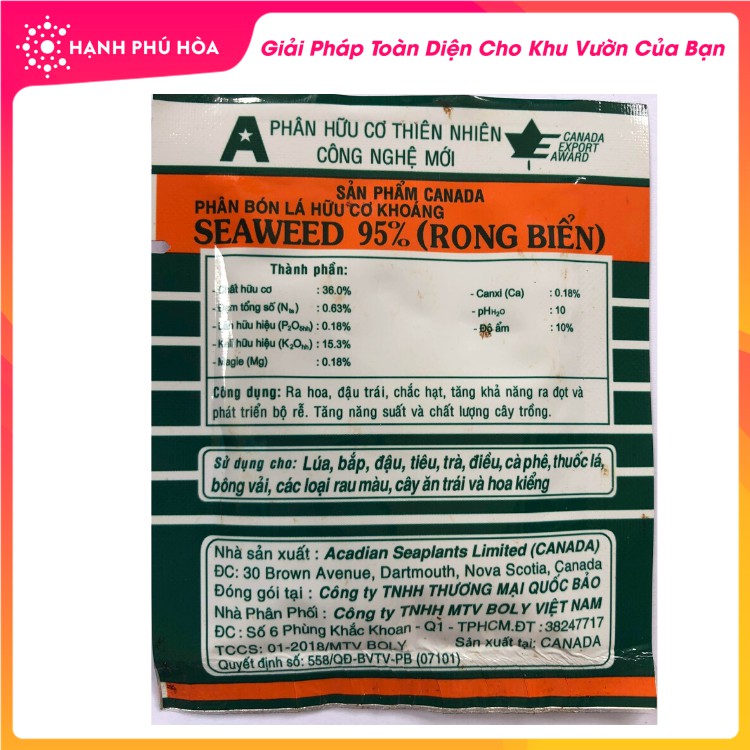 HẠNH PHÚ HÒA
Giải Pháp Toàn Diện Cho Khu Vườn Của Bạn
A PHÂN HỮU CƠ THIÊN NHIÊN
CÔNG NGHỆ MỚI
CANADA
EXPORT
AWARD
SẢN PHẨM CANADA
PHÂN BÓN LÁ HỮU CƠ KHOÁNG
SEAWEED 95% (RONG BIỂN)
Thành phần:
- Chất hữu cơ : 36.0%
- Đạm tổng số (Nts) : 0.63%
- Lân hữu hiệu (P2O5hh) : 0.18%
- Kali hữu hiệu (K2Ohh) : 15.3%
- Magie (Mg) : 0.18%
- Canxi (Ca) : 0.18%
- pHH2O : 10
- Độ ẩm : 10%
Công dụng: Ra hoa, đậu trái, chắc hạt, tăng khả năng ra đọt và
phát triển bộ rễ. Tăng năng suất và chất lượng cây trồng.
Sử dụng cho: Lúa, bắp, đậu, tiêu, trà, điều, cà phê, thuốc lá,
bông vải, các loại rau màu, cây ăn trái và hoa kiểng
Nhà sản xuất : Acadian Seaplants Limited (CANADA)
ĐC: 30 Brown Avenue, Dartmouth, Nova Scotia, Canada
Đóng gói tại : Công ty TNHH THƯƠNG MẠI QUỐC BẢO
Nhà Phân Phối : Công ty TNHH MTV BOLY VIỆT NAM
ĐC : Số 6 Phùng Khắc Khoan - Q1 - TPHCM.ĐT : 38247717
TCCS: 01-2018/MTV BOLY Sản xuất tại: CANADA
Quyết định số: 558/QĐ-BVTV-PB (07101)